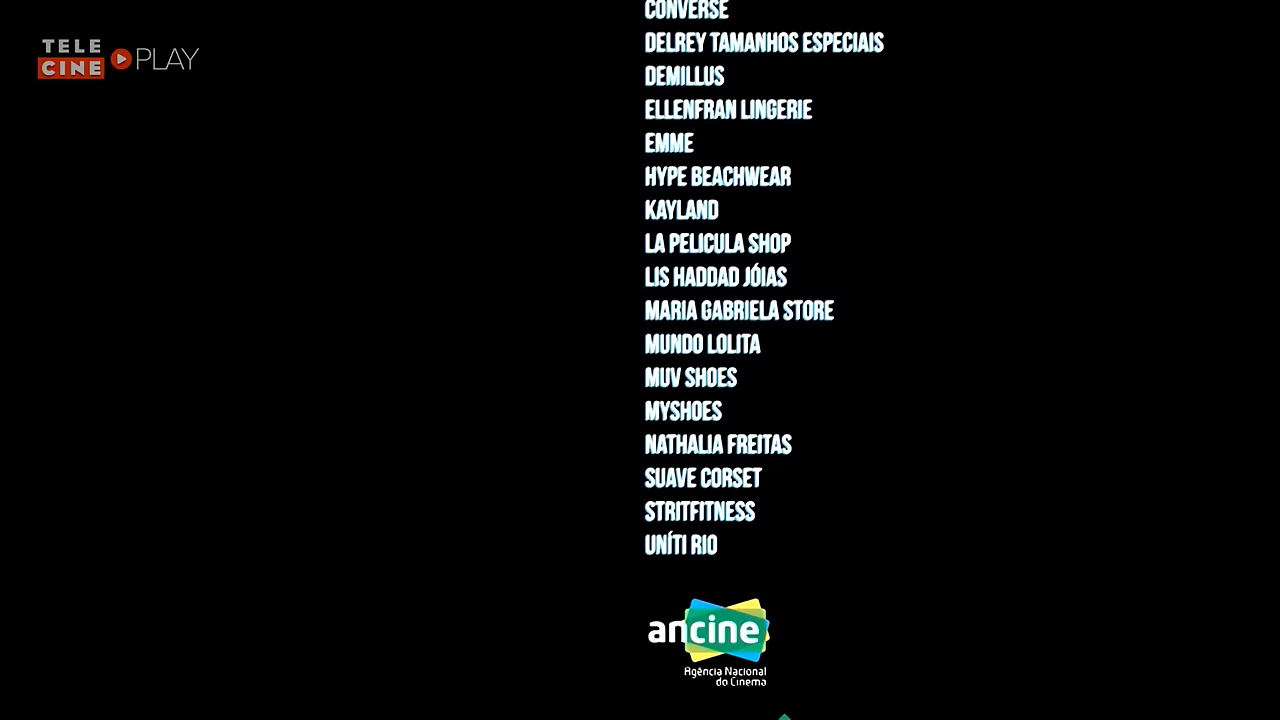 TELE
CINE PLAY
CONVERSE
DELREY TAMANHOS ESPECIAIS
DEMILLUS
ELLENFRAN LINGERIE
EMME
HYPE BEACHWEAR
KAYLAND
LA PELICULA SHOP
LIS HADDAD JÓIAS
MARIA GABRIELA STORE
MUNDO LOLITA
MUV SHOES
MYSHOES
NATHALIA FREITAS
SUAVE CORSET
STRITFITNESS
UNÍTI RIO
ancine
Agência Nacional
do Cinema